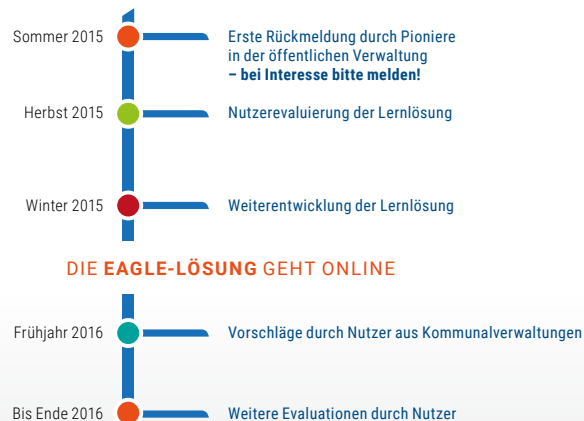 Sommer 2015
Erste Rückmeldung durch Pioniere
in der öffentlichen Verwaltung
– bei Interesse bitte melden!
Herbst 2015
Nutzerevaluierung der Lernlösung
Winter 2015
Weiterentwicklung der Lernlösung
DIE EAGLE-LÖSUNG GEHT ONLINE
Frühjahr 2016
Vorschläge durch Nutzer aus Kommunalverwaltungen
Bis Ende 2016
Weitere Evaluationen durch Nutzer